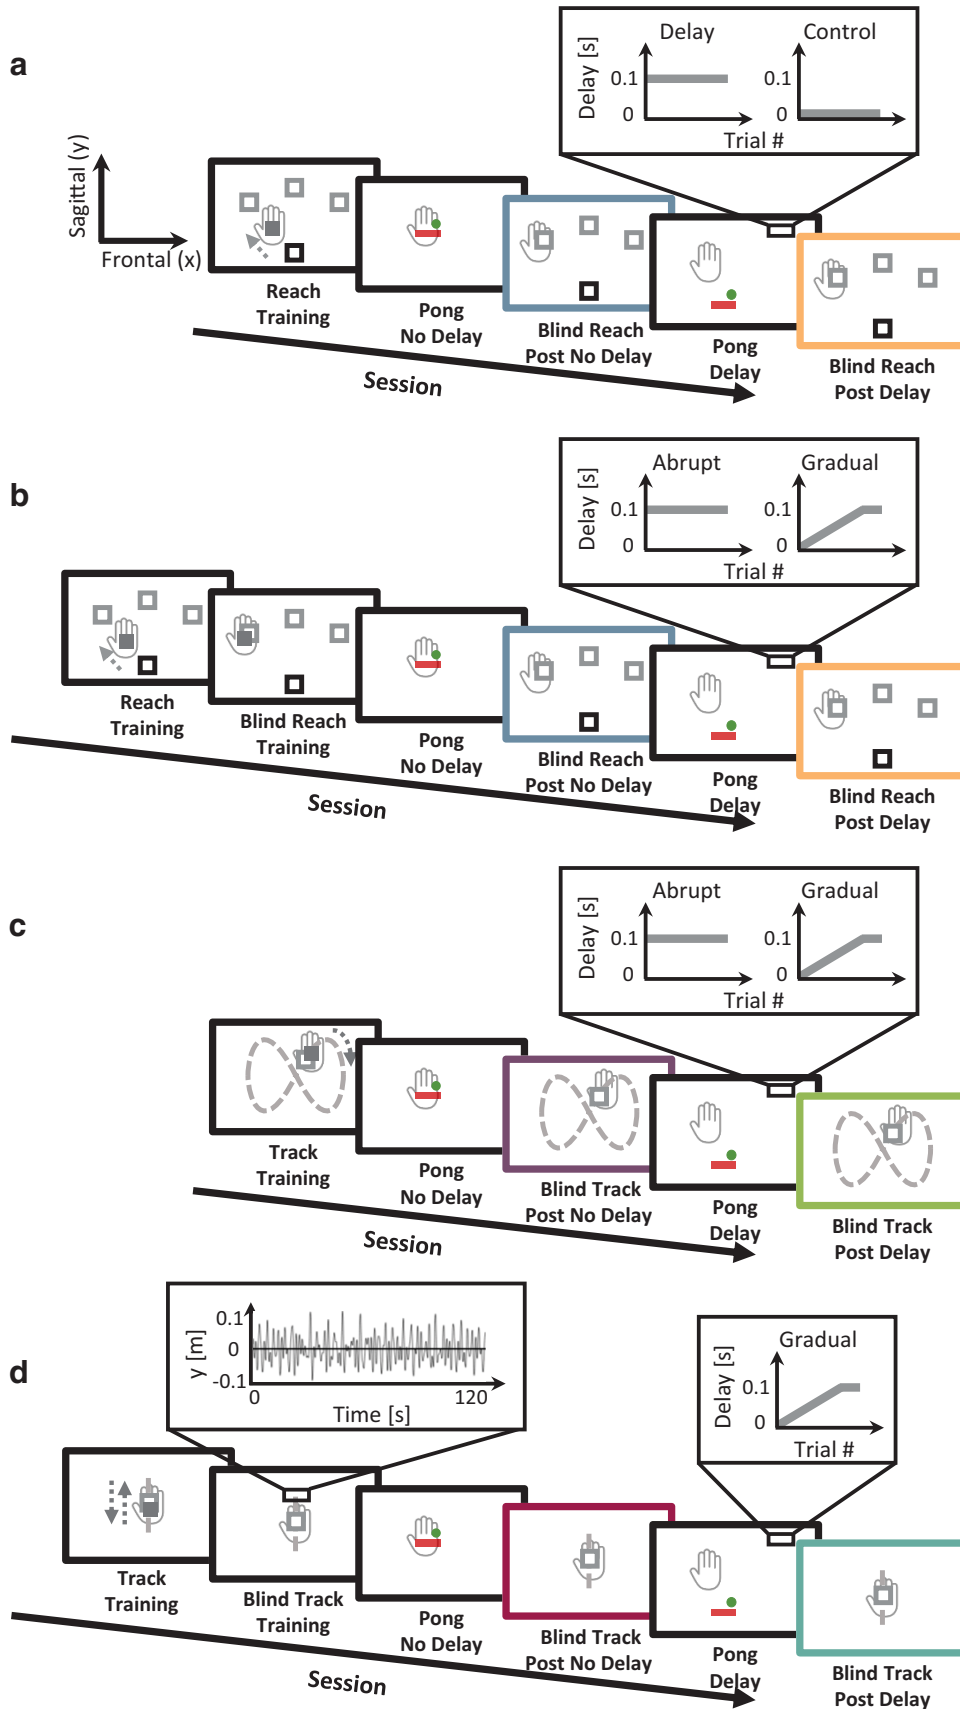 a
Delay [s]
Delay
0.1
0
Control
0.1
0
Trial #
Sagittal (y)
Frontal (x)
Reach
Training
Pong
No Delay
Blind Reach
Post No Delay
Pong
Delay
Blind Reach
Post Delay
Session
b
Delay [s]
Abrupt
0.1
0
Gradual
0.1
0
Trial #
Reach
Training
Blind Reach
Training
Pong
No Delay
Blind Reach
Post No Delay
Pong
Delay
Blind Reach
Post Delay
Session
c
Delay [s]
Abrupt
0.1
0
Gradual
0.1
0
Trial #
Track
Training
Pong
No Delay
Blind Track
Post No Delay
Pong
Delay
Blind Track
Post Delay
Session
d
y [m]
0.1
0
-0.1
0
120
Time [s]
Delay [s]
Gradual
0.1
0
Trial #
Track
Training
Blind Track
Training
Pong
No Delay
Blind Track
Post No Delay
Pong
Delay
Blind Track
Post Delay
Session